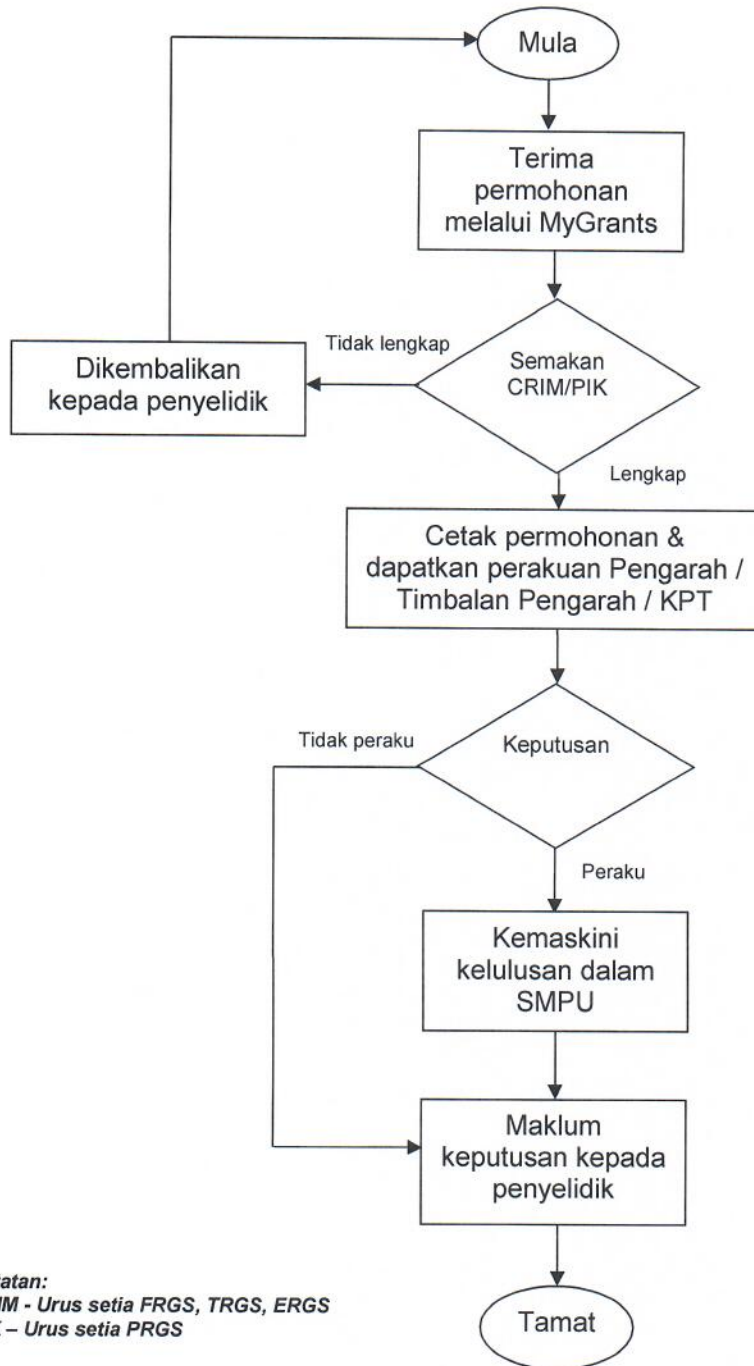 Mula
Terima
permohonan
melalui MyGrants
Tidak lengkap
Semakan
CRIM/PIK
Dikembalikan
kepada penyelidik
Lengkap
Cetak permohonan &
dapatkan perakuan Pengarah /
Timbalan Pengarah / KPT
Tidak peraku
Keputusan
Peraku
Kemaskini
kelulusan dalam
SMPU
Maklum
keputusan kepada
penyelidik
atan:
IM - Urus setia FRGS, TRGS, ERGS
– Urus setia PRGS
Tamat